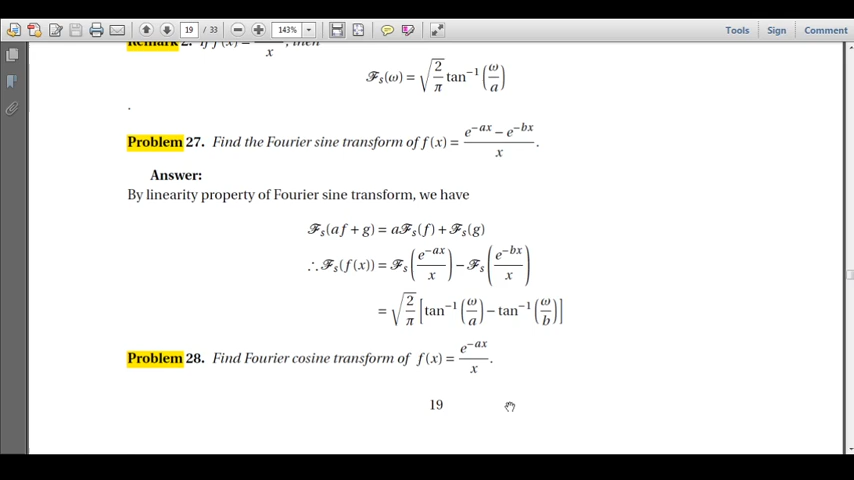 19 / 33 143% Tools Sign Comment
Remark 2. If f(x) = x, then
ℱs(ω) = √(2/π) tan⁻¹(ω/a)
.
Problem 27. Find the Fourier sine transform of f(x) = (e^−ax − e^−bx)/x.
Answer:
By linearity property of Fourier sine transform, we have
ℱs(af + g) = aℱs(f) + ℱs(g)
∴ ℱs(f(x)) = ℱs(e^−ax/x) − ℱs(e^−bx/x)
= √(2/π) [tan⁻¹(ω/a) − tan⁻¹(ω/b)]
Problem 28. Find Fourier cosine transform of f(x) = e^−ax/x.
19